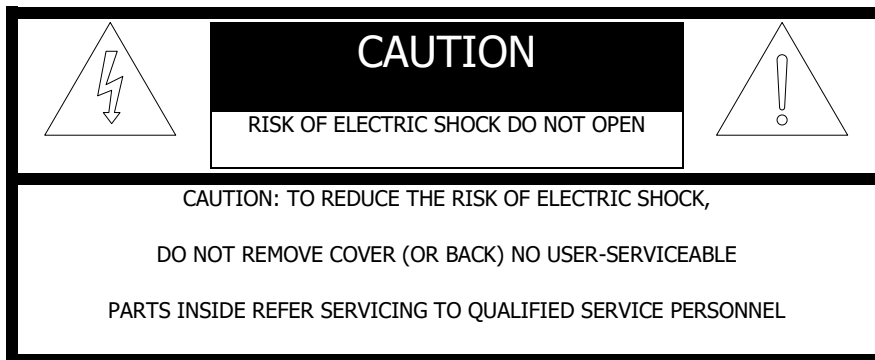 CAUTION
RISK OF ELECTRIC SHOCK DO NOT OPEN
CAUTION: TO REDUCE THE RISK OF ELECTRIC SHOCK,
DO NOT REMOVE COVER (OR BACK) NO USER-SERVICEABLE
PARTS INSIDE REFER SERVICING TO QUALIFIED SERVICE PERSONNEL